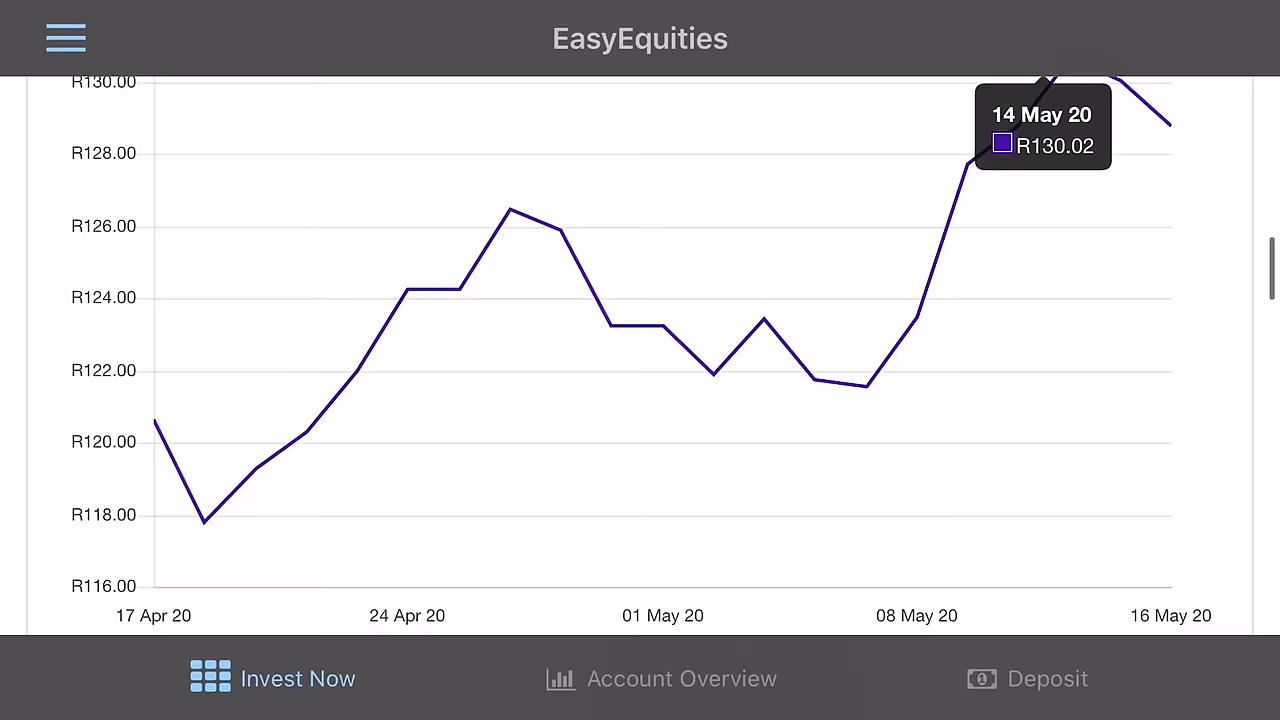 EasyEquities
R130.00
14 May 20
R130.02
R128.00
R126.00
R124.00
R122.00
R120.00
R118.00
R116.00
17 Apr 20 24 Apr 20 01 May 20 08 May 20 16 May 20
Invest Now Account Overview Deposit